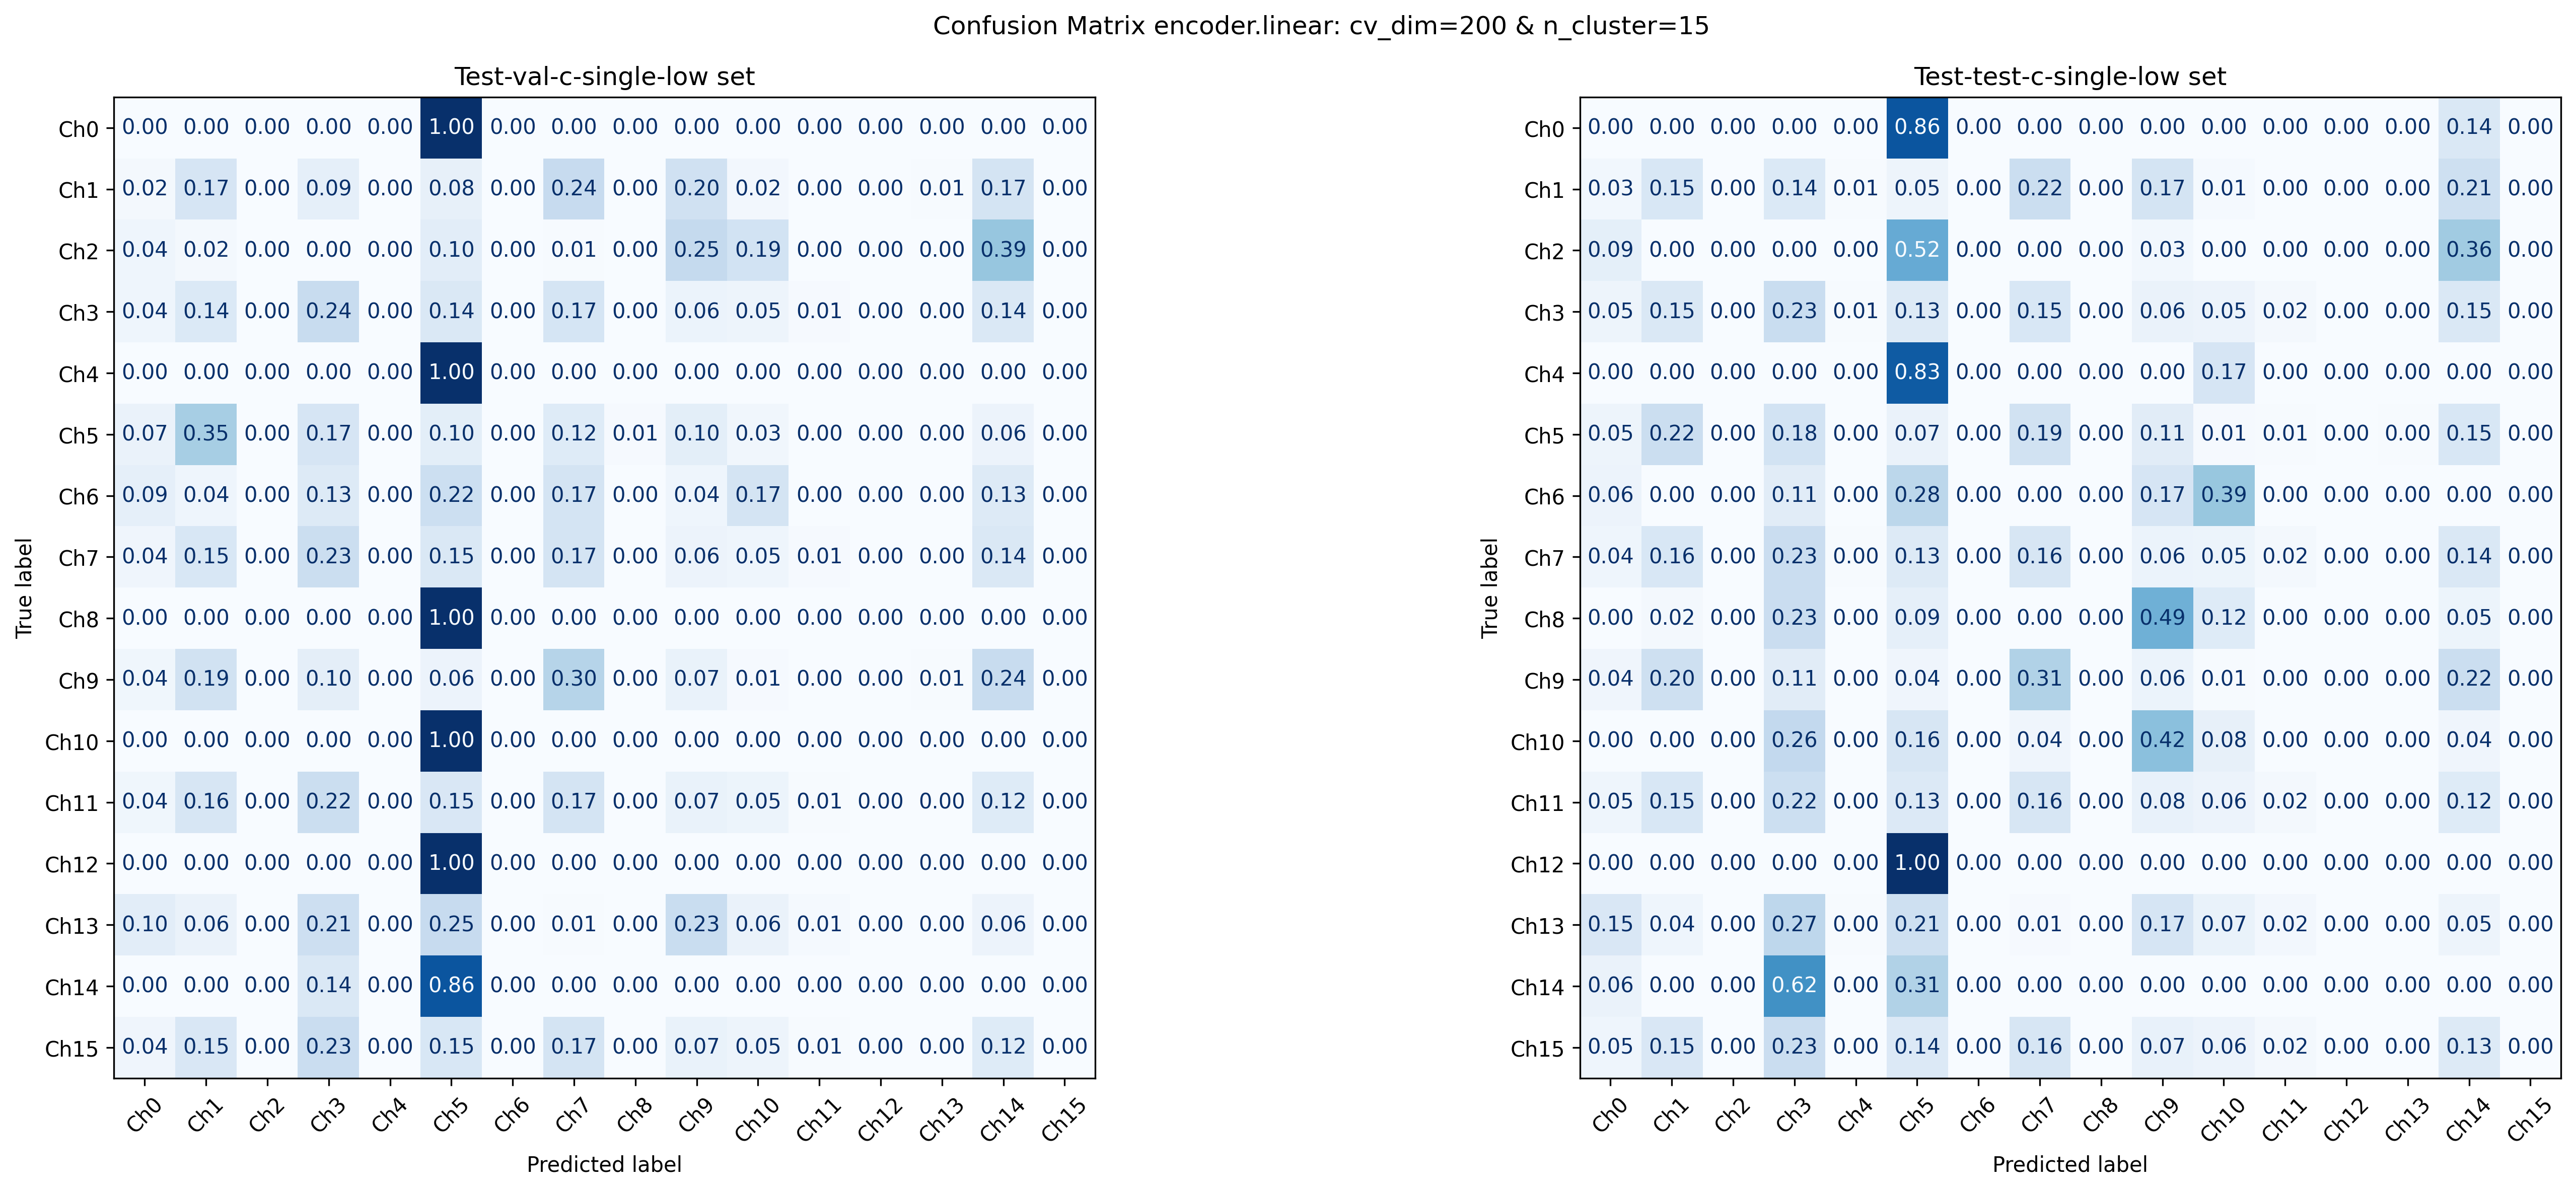 Confusion Matrix encoder.linear: cv_dim=200 & n_cluster=15
Test-val-c-single-low set
True label
Ch0 0.00 0.00 0.00 0.00 0.00 1.00 0.00 0.00 0.00 0.00 0.00 0.00 0.00 0.00 0.00 0.00
Ch1 0.02 0.17 0.00 0.09 0.00 0.08 0.00 0.24 0.00 0.20 0.02 0.00 0.00 0.01 0.17 0.00
Ch2 0.04 0.02 0.00 0.00 0.00 0.10 0.00 0.01 0.00 0.25 0.19 0.00 0.00 0.00 0.39 0.00
Ch3 0.04 0.14 0.00 0.24 0.00 0.14 0.00 0.17 0.00 0.06 0.05 0.01 0.00 0.00 0.14 0.00
Ch4 0.00 0.00 0.00 0.00 0.00 1.00 0.00 0.00 0.00 0.00 0.00 0.00 0.00 0.00 0.00 0.00
Ch5 0.07 0.35 0.00 0.17 0.00 0.10 0.00 0.12 0.01 0.10 0.03 0.00 0.00 0.00 0.06 0.00
Ch6 0.09 0.04 0.00 0.13 0.00 0.22 0.00 0.17 0.00 0.04 0.17 0.00 0.00 0.00 0.13 0.00
Ch7 0.04 0.15 0.00 0.23 0.00 0.15 0.00 0.17 0.00 0.06 0.05 0.01 0.00 0.00 0.14 0.00
Ch8 0.00 0.00 0.00 0.00 0.00 1.00 0.00 0.00 0.00 0.00 0.00 0.00 0.00 0.00 0.00 0.00
Ch9 0.04 0.19 0.00 0.10 0.00 0.06 0.00 0.30 0.00 0.07 0.01 0.00 0.00 0.01 0.24 0.00
Ch10 0.00 0.00 0.00 0.00 0.00 1.00 0.00 0.00 0.00 0.00 0.00 0.00 0.00 0.00 0.00 0.00
Ch11 0.04 0.16 0.00 0.22 0.00 0.15 0.00 0.17 0.00 0.07 0.05 0.01 0.00 0.00 0.12 0.00
Ch12 0.00 0.00 0.00 0.00 0.00 1.00 0.00 0.00 0.00 0.00 0.00 0.00 0.00 0.00 0.00 0.00
Ch13 0.10 0.06 0.00 0.21 0.00 0.25 0.00 0.01 0.00 0.23 0.06 0.01 0.00 0.00 0.06 0.00
Ch14 0.00 0.00 0.00 0.14 0.00 0.86 0.00 0.00 0.00 0.00 0.00 0.00 0.00 0.00 0.00 0.00
Ch15 0.04 0.15 0.00 0.23 0.00 0.15 0.00 0.17 0.00 0.07 0.05 0.01 0.00 0.00 0.12 0.00
Ch0 Ch1 Ch2 Ch3 Ch4 Ch5 Ch6 Ch7 Ch8 Ch9 Ch10 Ch11 Ch12 Ch13 Ch14 Ch15
Predicted label
Test-test-c-single-low set
True label
Ch0 0.00 0.00 0.00 0.00 0.00 0.86 0.00 0.00 0.00 0.00 0.00 0.00 0.00 0.00 0.14 0.00
Ch1 0.03 0.15 0.00 0.14 0.01 0.05 0.00 0.22 0.00 0.17 0.01 0.00 0.00 0.00 0.21 0.00
Ch2 0.09 0.00 0.00 0.00 0.00 0.52 0.00 0.00 0.00 0.03 0.00 0.00 0.00 0.00 0.36 0.00
Ch3 0.05 0.15 0.00 0.23 0.01 0.13 0.00 0.15 0.00 0.06 0.05 0.02 0.00 0.00 0.15 0.00
Ch4 0.00 0.00 0.00 0.00 0.00 0.83 0.00 0.00 0.00 0.00 0.17 0.00 0.00 0.00 0.00 0.00
Ch5 0.05 0.22 0.00 0.18 0.00 0.07 0.00 0.19 0.00 0.11 0.01 0.01 0.00 0.00 0.15 0.00
Ch6 0.06 0.00 0.00 0.11 0.00 0.28 0.00 0.00 0.00 0.17 0.39 0.00 0.00 0.00 0.00 0.00
Ch7 0.04 0.16 0.00 0.23 0.00 0.13 0.00 0.16 0.00 0.06 0.05 0.02 0.00 0.00 0.14 0.00
Ch8 0.00 0.02 0.00 0.23 0.00 0.09 0.00 0.00 0.00 0.49 0.12 0.00 0.00 0.00 0.05 0.00
Ch9 0.04 0.20 0.00 0.11 0.00 0.04 0.00 0.31 0.00 0.06 0.01 0.00 0.00 0.00 0.22 0.00
Ch10 0.00 0.00 0.00 0.26 0.00 0.16 0.00 0.04 0.00 0.42 0.08 0.00 0.00 0.00 0.04 0.00
Ch11 0.05 0.15 0.00 0.22 0.00 0.13 0.00 0.16 0.00 0.08 0.06 0.02 0.00 0.00 0.12 0.00
Ch12 0.00 0.00 0.00 0.00 0.00 1.00 0.00 0.00 0.00 0.00 0.00 0.00 0.00 0.00 0.00 0.00
Ch13 0.15 0.04 0.00 0.27 0.00 0.21 0.00 0.01 0.00 0.17 0.07 0.02 0.00 0.00 0.05 0.00
Ch14 0.06 0.00 0.00 0.62 0.00 0.31 0.00 0.00 0.00 0.00 0.00 0.00 0.00 0.00 0.00 0.00
Ch15 0.05 0.15 0.00 0.23 0.00 0.14 0.00 0.16 0.00 0.07 0.06 0.02 0.00 0.00 0.13 0.00
Ch0 Ch1 Ch2 Ch3 Ch4 Ch5 Ch6 Ch7 Ch8 Ch9 Ch10 Ch11 Ch12 Ch13 Ch14 Ch15
Predicted label